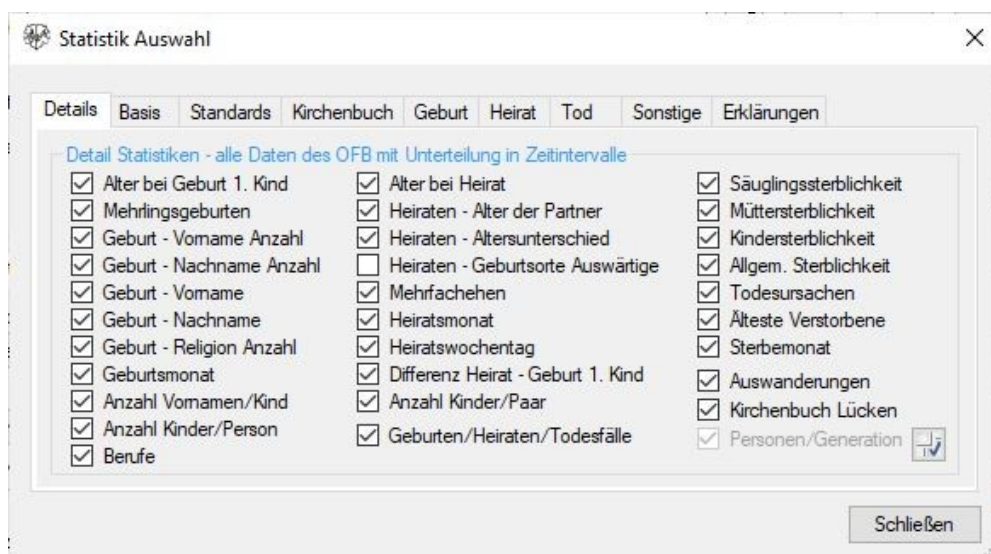 Statistik Auswahl
Details Basis Standards Kirchenbuch Geburt Heirat Tod Sonstige Erklärungen
Detail Statistiken - alle Daten des OFB mit Unterteilung in Zeitintervalle
Alter bei Geburt 1. Kind
Mehrlingsgeburten
Geburt - Vorname Anzahl
Geburt - Nachname Anzahl
Geburt - Vorname
Geburt - Nachname
Geburt - Religion Anzahl
Geburtsmonat
Anzahl Vornamen/Kind
Anzahl Kinder/Person
Berufe
Alter bei Heirat
Heiraten - Alter der Partner
Heiraten - Altersunterschied
Heiraten - Geburtsorte Auswärtige
Mehrfachehen
Heiratsmonat
Heiratswochentag
Differenz Heirat - Geburt 1. Kind
Anzahl Kinder/Paar
Geburten/Heiraten/Todesfälle
Säuglingssterblichkeit
Müttersterblichkeit
Kindersterblichkeit
Allgem. Sterblichkeit
Todesursachen
Älteste Verstorbene
Sterbemonat
Auswanderungen
Kirchenbuch Lücken
Personen/Generation
Schließen